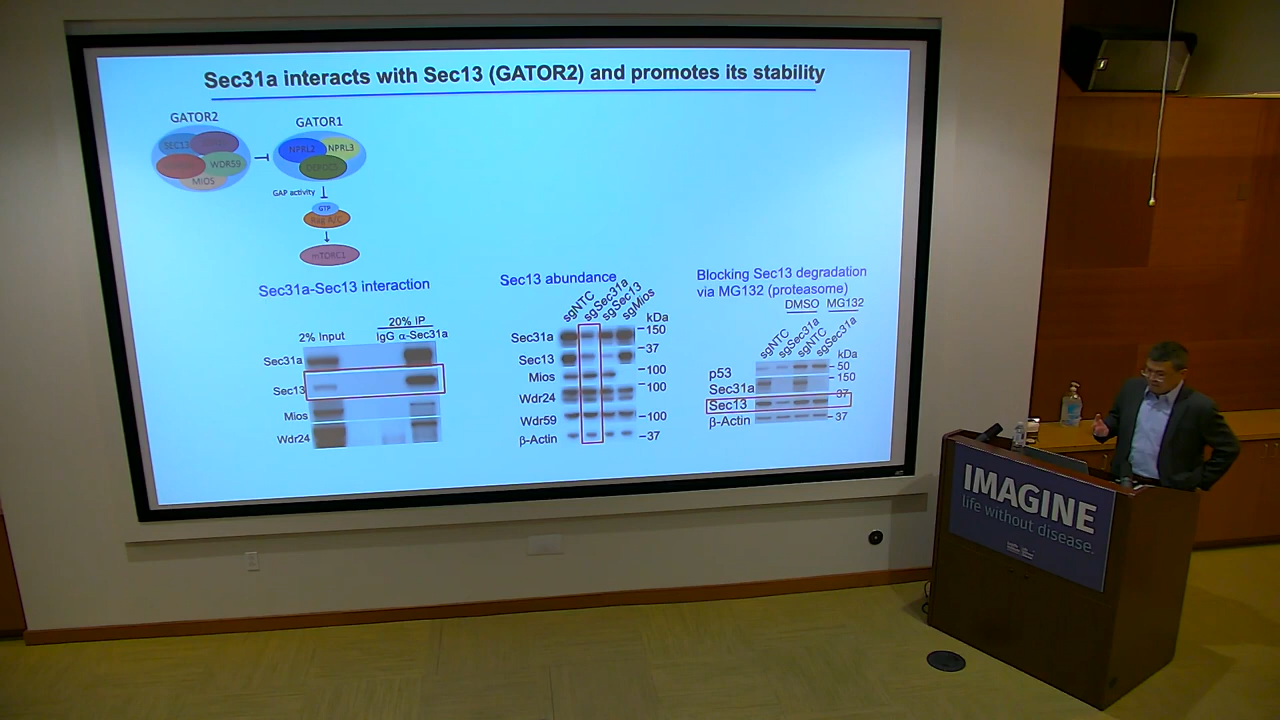 Sec31a interacts with Sec13 (GATOR2) and promotes its stability
GATOR2
SEC13
WDR59
MIOS
GATOR1
NPRL2
NPRL3
GAP activity
GTP
mTORC1
Sec31a-Sec13 interaction
2% Input
20% IP
IgG α-Sec31a
Sec31a
Sec13
Mios
Wdr24
Sec13 abundance
sgNTC
sgSec31a
sgSec13
sgMios
kDa
Sec31a
Sec13
Mios
Wdr24
Wdr59
β-Actin
150
37
100
100
100
37
Blocking Sec13 degradation
via MG132 (proteasome)
DMSO MG132
sgNTC
sgSec31a
sgNTC
sgSec31a
kDa
p53
Sec31a
Sec13
β-Actin
50
150
37
37
IMAGINE
life without disease.